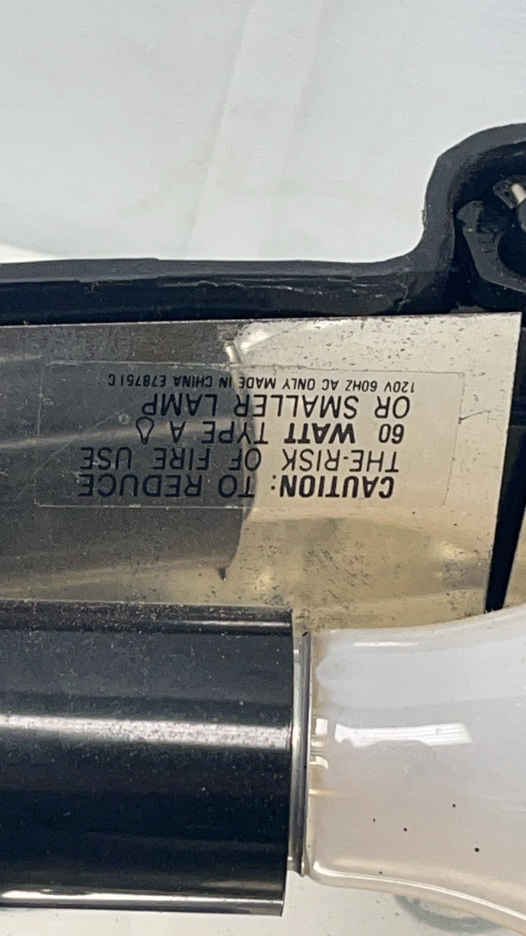 CAUTION: TO REDUCE
THE-RISK OF FIRE USE
60 WATT TYPE A
OR SMALLER LAMP
120V 60HZ AC ONLY MADE IN CHINA E78751C